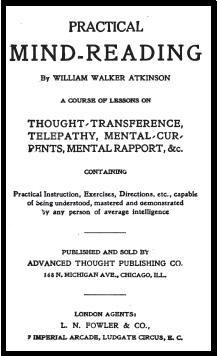 PRACTICAL
MIND-READING
By WILLIAM WALKER ATKINSON
A COURSE OF LESSONS ON
THOUGHT-TRANSFERENCE,
TELEPATHY, MENTAL-CUR-
RENTS, MENTAL RAPPORT, &c.
CONTAINING
Practical Instruction, Exercises, Directions, etc., capable
of being understood, mastered and demonstrated
by any person of average intelligence
PUBLISHED AND SOLD BY
ADVANCED THOUGHT PUBLISHING CO.
168 N. MICHIGAN AVE., CHICAGO, ILL.
LONDON AGENTS:
L. N. FOWLER & CO.,
7 IMPERIAL ARCADE, LUDGATE CIRCUS, E. C.